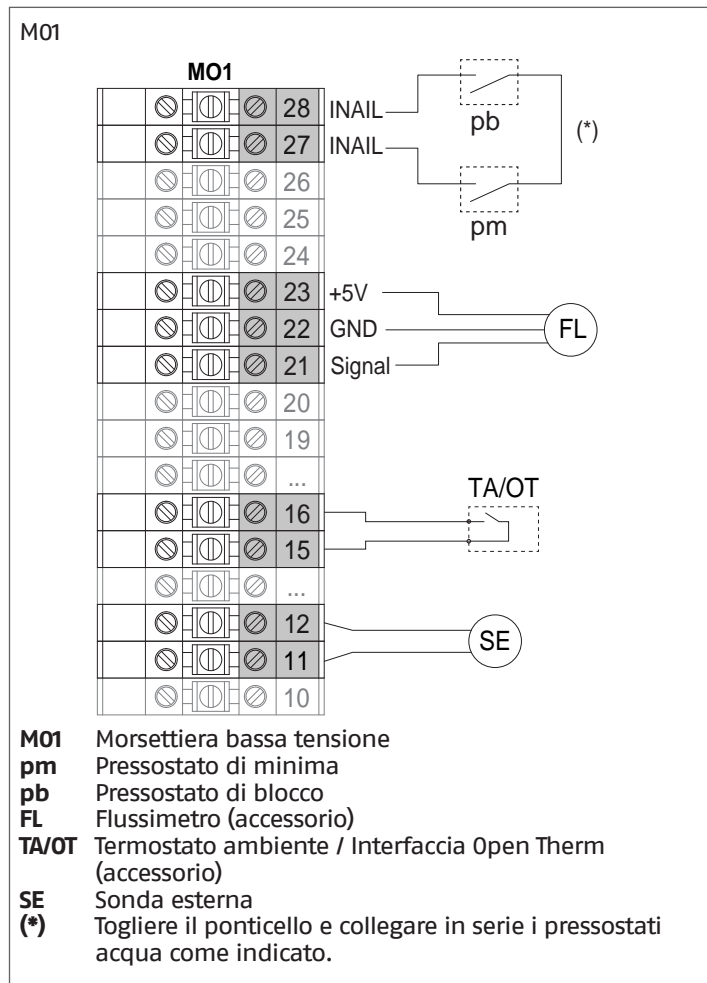 M01
MO1
28 INAIL
27 INAIL
pb
(*)
26
25
pm
24
23 +5V
22 GND
FL
21 Signal
20
19
...
TA/OT
16
15
...
12
SE
11
10
M01 Morsettiera bassa tensione
pm Pressostato di minima
pb Pressostato di blocco
FL Flussimetro (accessorio)
TA/OT Termostato ambiente / Interfaccia Open Therm
(accessorio)
SE Sonda esterna
(*) Togliere il ponticello e collegare in serie i pressostati
acqua come indicato.